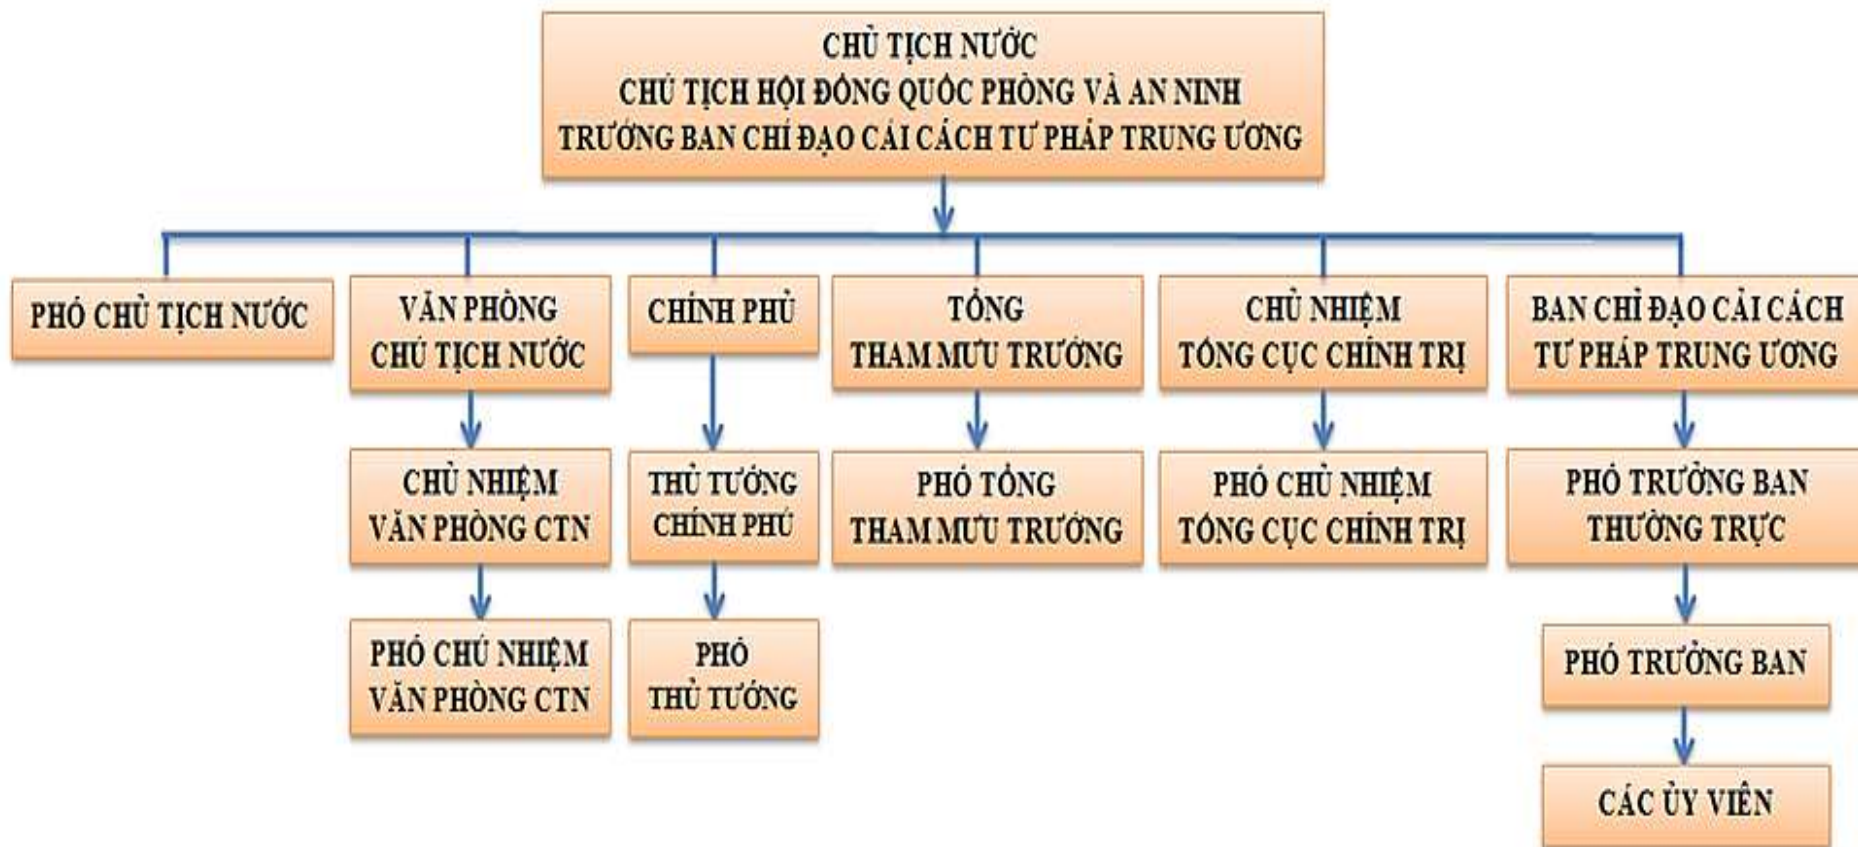 CHỦ TỊCH NƯỚC
CHỦ TỊCH HỘI ĐỒNG QUỐC PHÒNG VÀ AN NINH
TRƯỞNG BAN CHỈ ĐẠO CẢI CÁCH TƯ PHÁP TRUNG ƯƠNG
PHÓ CHỦ TỊCH NƯỚC
VĂN PHÒNG
CHỦ TỊCH NƯỚC
CHÍNH PHỦ
TỔNG
THAM MƯU TRƯỞNG
CHỦ NHIỆM
TỔNG CỤC CHÍNH TRỊ
BAN CHỈ ĐẠO CẢI CÁCH
TƯ PHÁP TRUNG ƯƠNG
CHỦ NHIỆM
VĂN PHÒNG CTN
THỦ TƯỚNG
CHÍNH PHỦ
PHÓ TỔNG
THAM MƯU TRƯỞNG
PHÓ CHỦ NHIỆM
TỔNG CỤC CHÍNH TRỊ
PHÓ TRƯỞNG BAN
THƯỜNG TRỰC
PHÓ CHỦ NHIỆM
VĂN PHÒNG CTN
PHÓ
THỦ TƯỚNG
PHÓ TRƯỞNG BAN
CÁC ỦY VIÊN